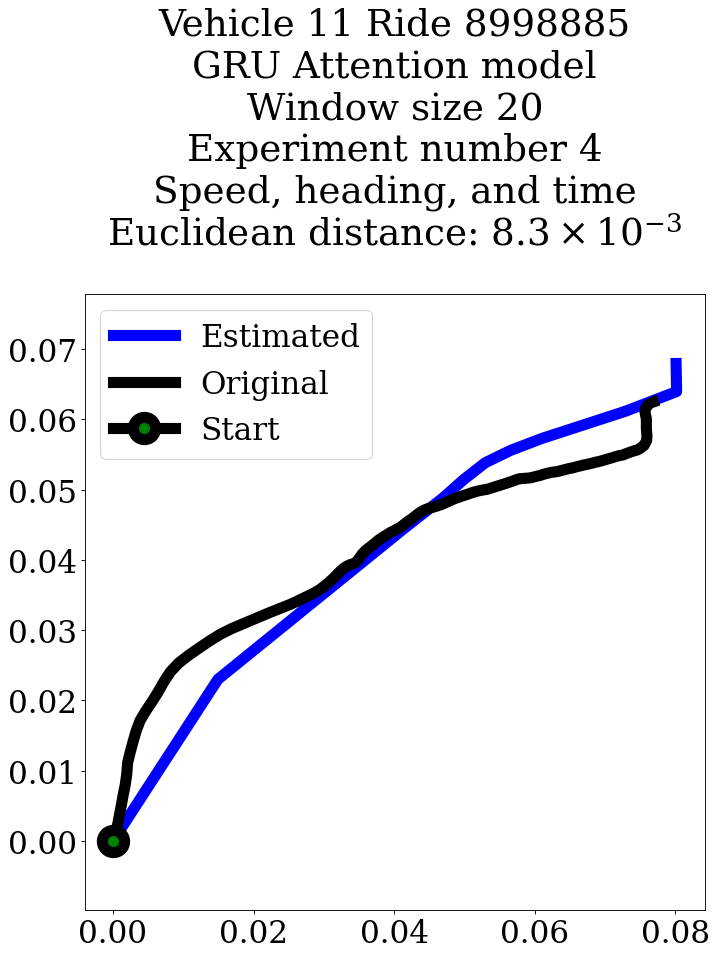 Vehicle 11 Ride 8998885
GRU Attention model
Window size 20
Experiment number 4
Speed, heading, and time
Euclidean distance: 8.3 × 10⁻³
Estimated
Original
Start
0.07
0.06
0.05
0.04
0.03
0.02
0.01
0.00
0.00 0.02 0.04 0.06 0.08